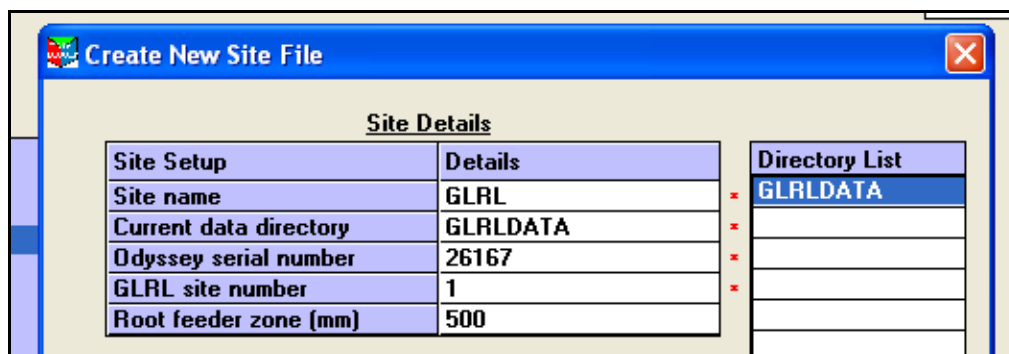 Create New Site File
Site Details
Site Setup Details
Site name GLRL *
Current data directory GLRLDATA *
Odyssey serial number 26167 *
GLRL site number 1 *
Root feeder zone (mm) 500
Directory List
GLRLDATA